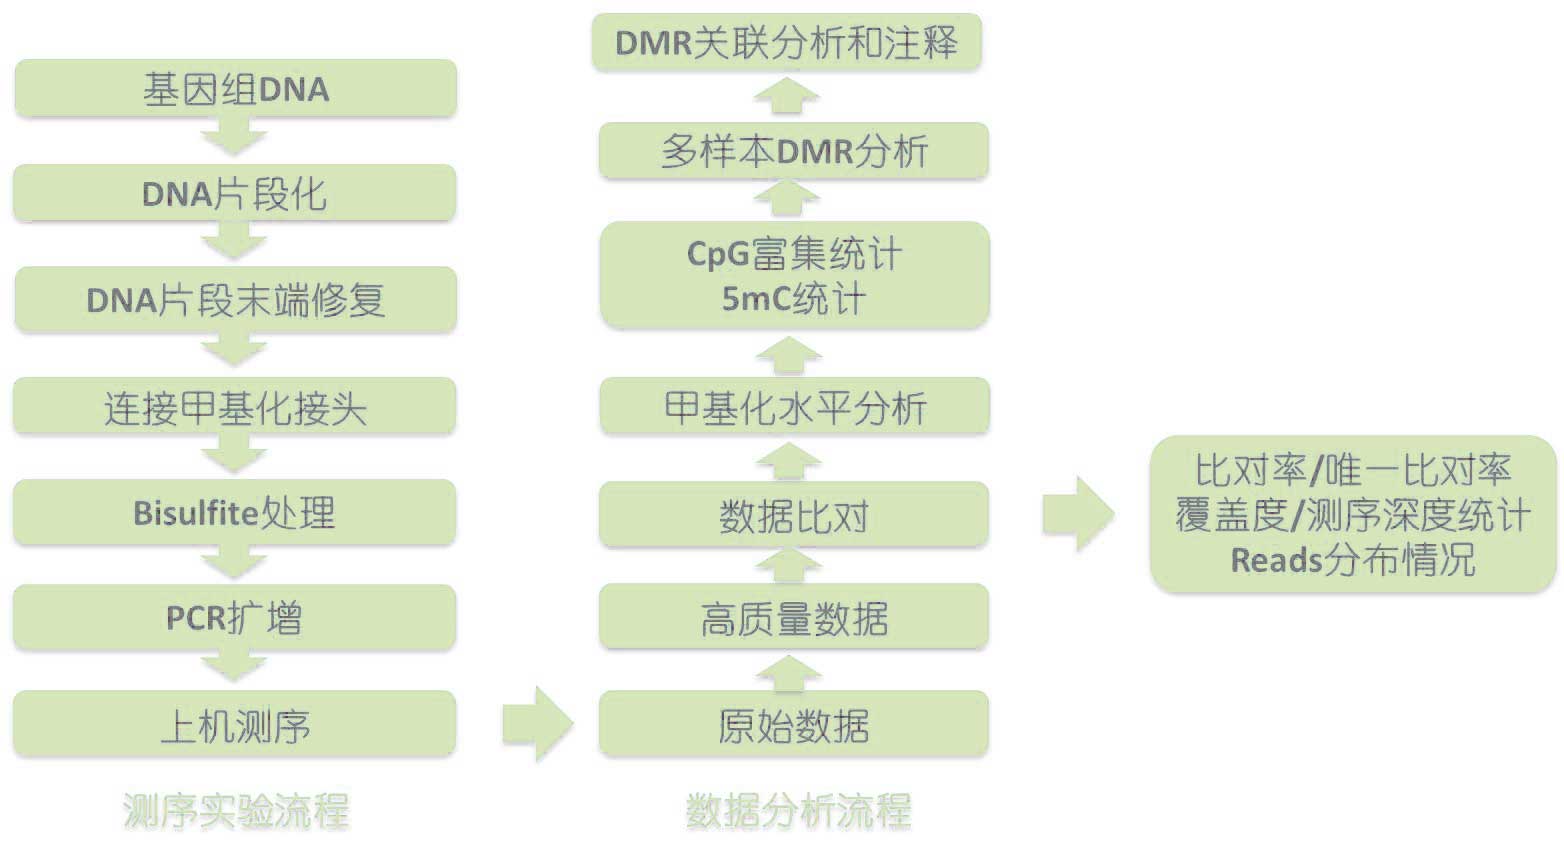 基因组DNA
DNA片段化
DNA片段末端修复
连接甲基化接头
Bisulfite处理
PCR扩增
上机测序
测序实验流程
DMR关联分析和注释
多样本DMR分析
CpG富集统计
5mC统计
甲基化水平分析
数据比对
高质量数据
原始数据
数据分析流程
比对率/唯一比对率
覆盖度/测序深度统计
Reads分布情况